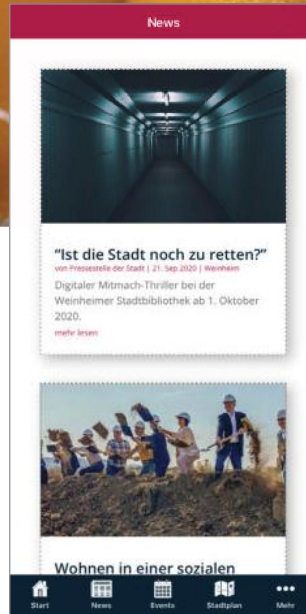 News
"Ist die Stadt noch zu retten?"
von Pressestelle der Stadt | 21. Sep 2020 | Weinheim
Digitaler Mitmach-Thriller bei der
Weinheimer Stadtbibliothek ab 1. Oktober
2020.
mehr lesen
Wohnen in einer sozialen
Start News Events Stadtplan Mehr